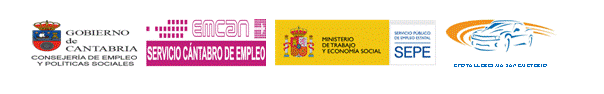 GOBIERNO
de
CANTABRIA
CONSEJERÍA DE EMPLEO
Y POLÍTICAS SOCIALES
emcan
SERVICIO CÁNTABRO DE EMPLEO
MINISTERIO
DE TRABAJO
Y ECONOMÍA SOCIAL
SERVICIO PÚBLICO
DE EMPLEO ESTATAL
SEPE